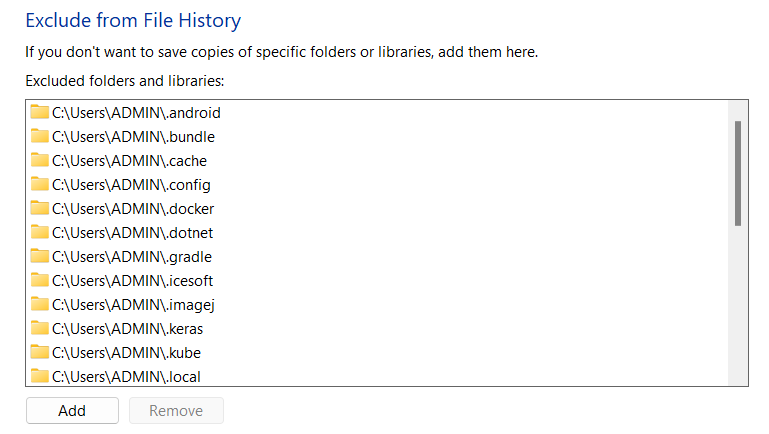 Exclude from File History
If you don't want to save copies of specific folders or libraries, add them here.
Excluded folders and libraries:
C:\Users\ADMIN\.android
C:\Users\ADMIN\.bundle
C:\Users\ADMIN\.cache
C:\Users\ADMIN\.config
C:\Users\ADMIN\.docker
C:\Users\ADMIN\.dotnet
C:\Users\ADMIN\.gradle
C:\Users\ADMIN\.icesoft
C:\Users\ADMIN\.imagej
C:\Users\ADMIN\.keras
C:\Users\ADMIN\.kube
C:\Users\ADMIN\.local
Add Remove